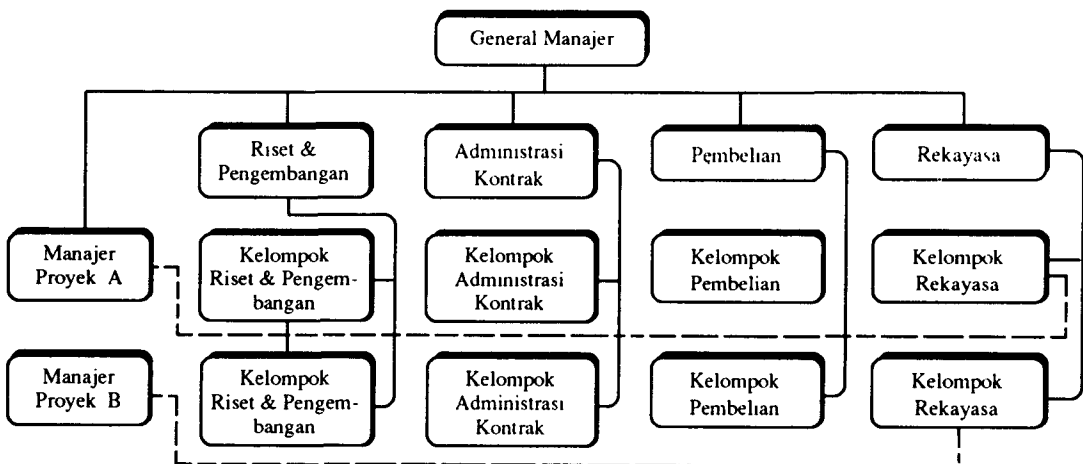 General Manajer
Riset &
Pengembangan
Administrasi
Kontrak
Pembelian
Rekayasa
Manajer
Proyek A
Kelompok
Riset & Pengem-
bangan
Kelompok
Administrasi
Kontrak
Kelompok
Pembelian
Kelompok
Rekayasa
Manajer
Proyek B
Kelompok
Riset & Pengem-
bangan
Kelompok
Administrasi
Kontrak
Kelompok
Pembelian
Kelompok
Rekayasa